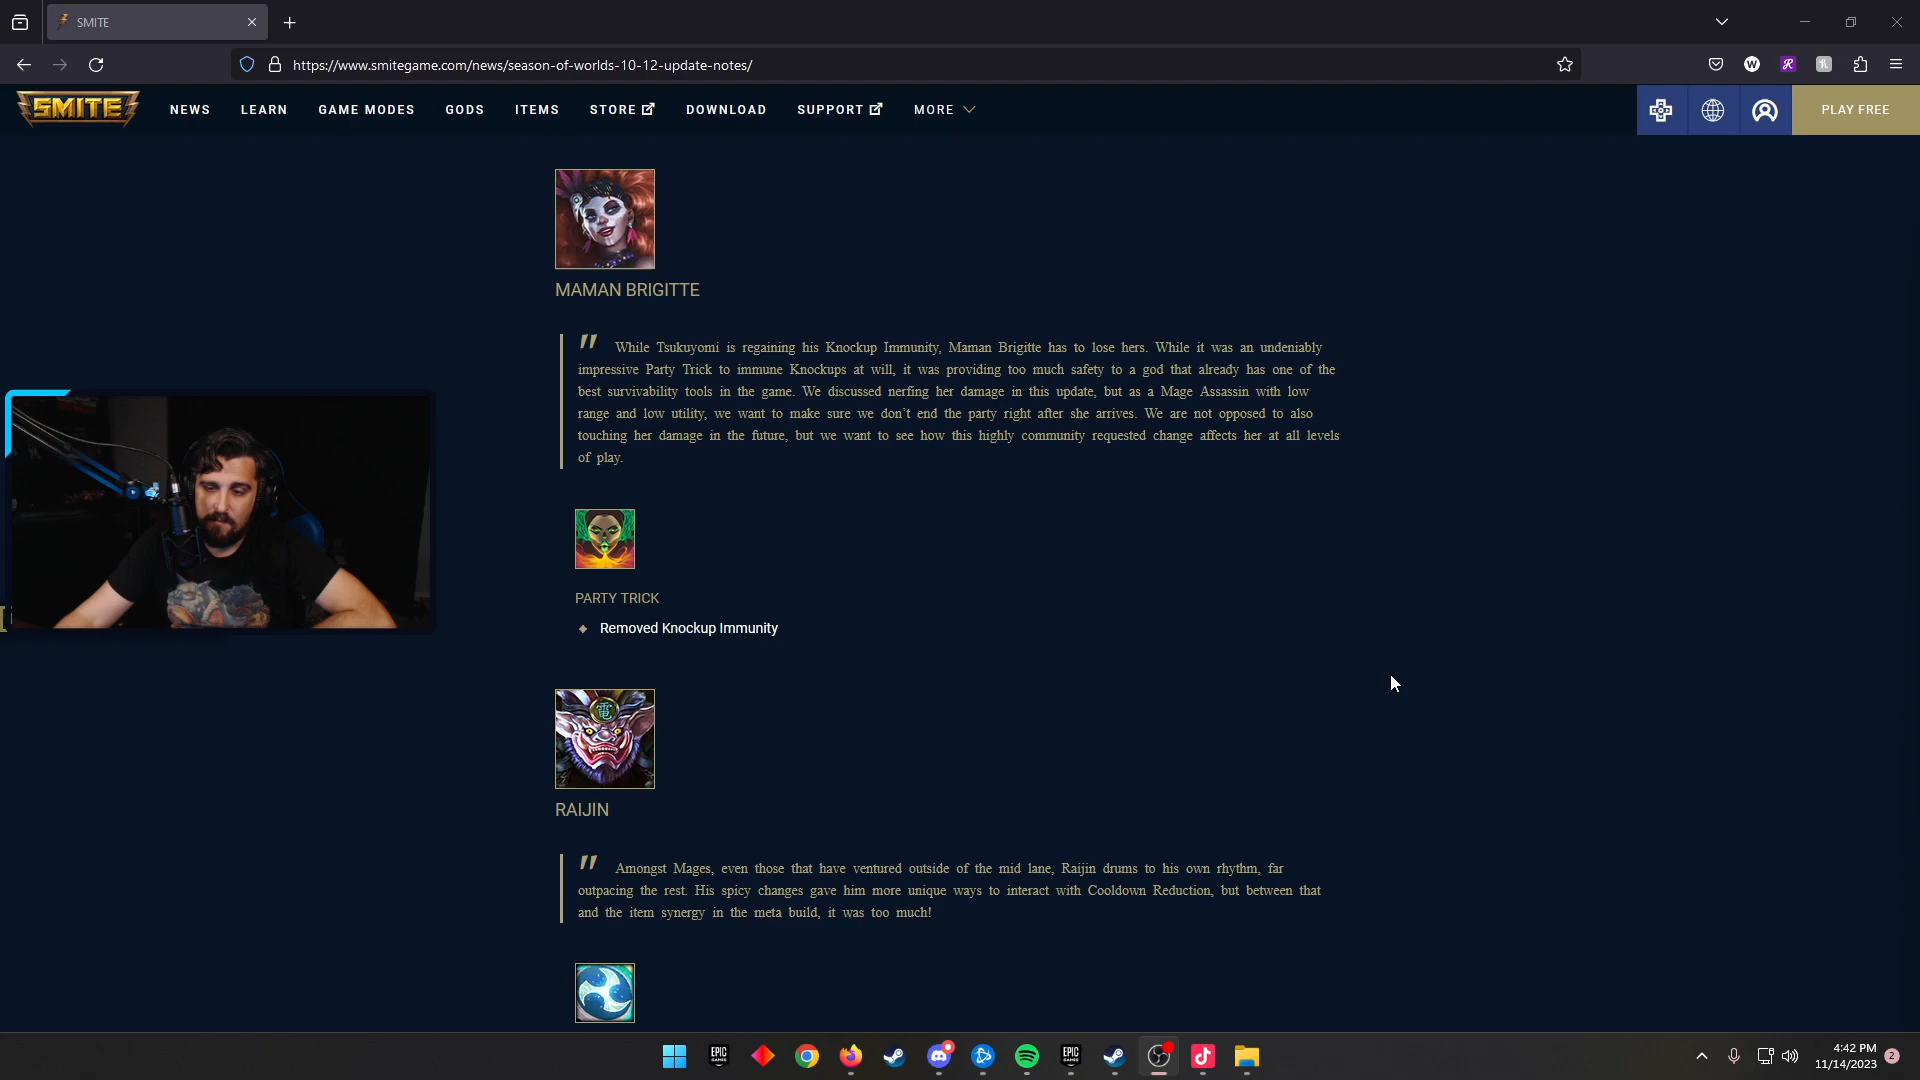 SMITE
https://www.smitegame.com/news/season-of-worlds-10-12-update-notes/
SMITE NEWS LEARN GAME MODES GODS ITEMS STORE DOWNLOAD SUPPORT MORE PLAY FREE
MAMAN BRIGITTE
" While Tsukuyomi is regaining his Knockup Immunity, Maman Brigitte has to lose hers. While it was an undeniably
impressive Party Trick to immune Knockups at will, it was providing too much safety to a god that already has one of the
best survivability tools in the game. We discussed nerfing her damage in this update, but as a Mage Assassin with low
range and low utility, we want to make sure we don't end the party right after she arrives. We are not opposed to also
touching her damage in the future, but we want to see how this highly community requested change affects her at all levels
of play.
PARTY TRICK
Removed Knockup Immunity
電
RAIJIN
" Amongst Mages, even those that have ventured outside of the mid lane, Raijin drums to his own rhythm, far
outpacing the rest. His spicy changes gave him more unique ways to interact with Cooldown Reduction, but between that
and the item synergy in the meta build, it was too much!
EPIC GAMES
EPIC GAMES
4:42 PM
11/14/2023
2